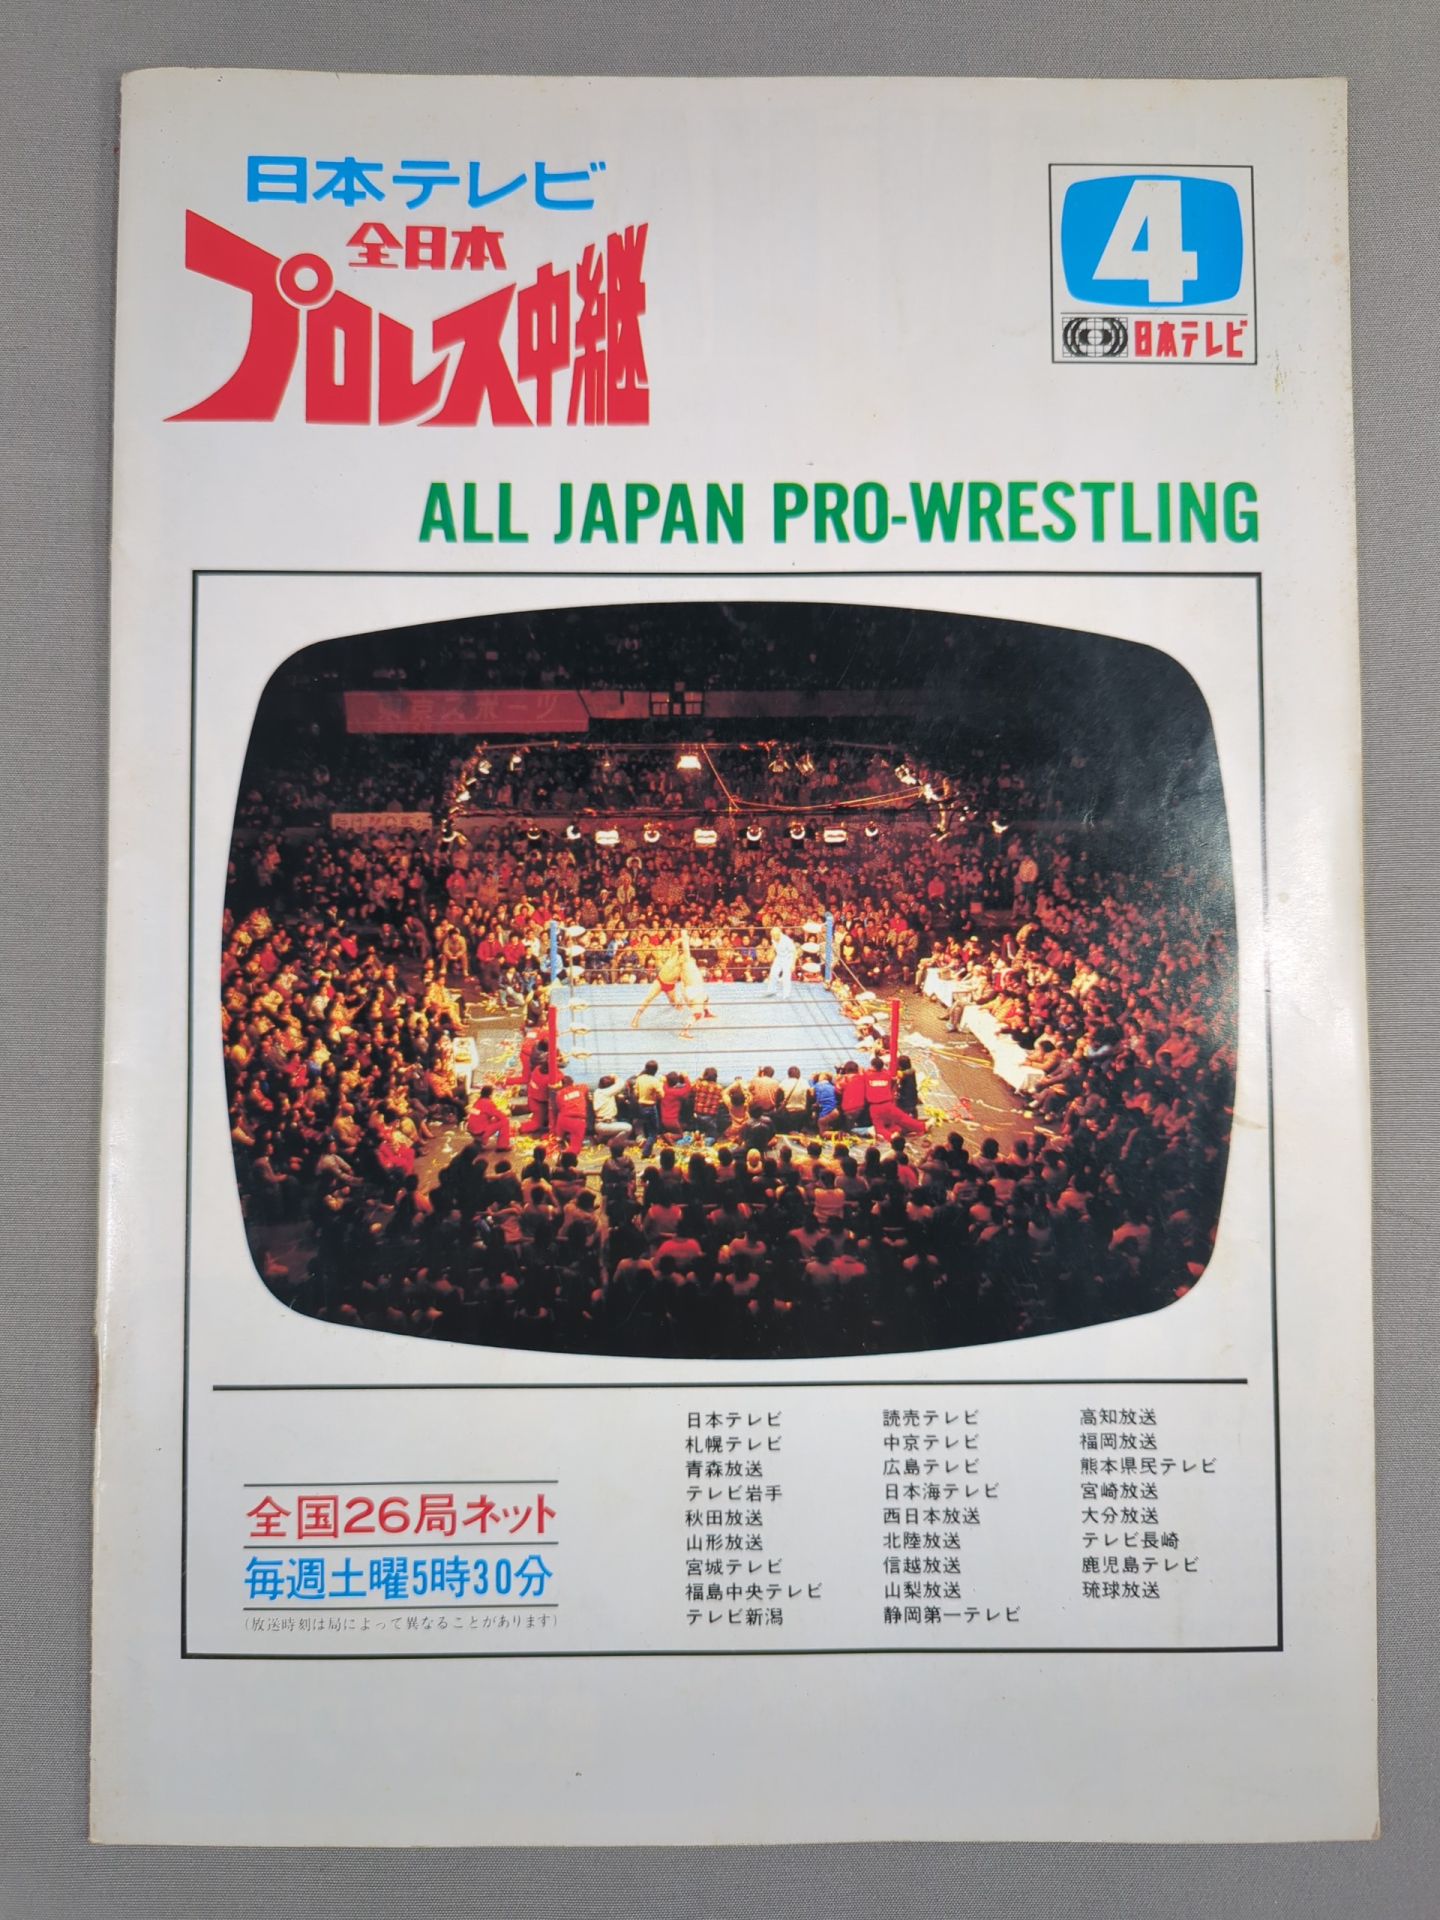 日本テレビ
全日本
プロレス中継
4
日本テレビ
ALL JAPAN PRO-WRESTLING
東京スポーツ
全国26局ネット
毎週土曜5時30分
(放送時刻は局によって異なることがあります)
日本テレビ
札幌テレビ
青森放送
テレビ岩手
秋田放送
山形放送
宮城テレビ
福島中央テレビ
テレビ新潟
読売テレビ
中京テレビ
広島テレビ
日本海テレビ
西日本放送
北陸放送
信越放送
山梨放送
静岡第一テレビ
高知放送
福岡放送
熊本県民テレビ
宮崎放送
大分放送
テレビ長崎
鹿児島テレビ
琉球放送